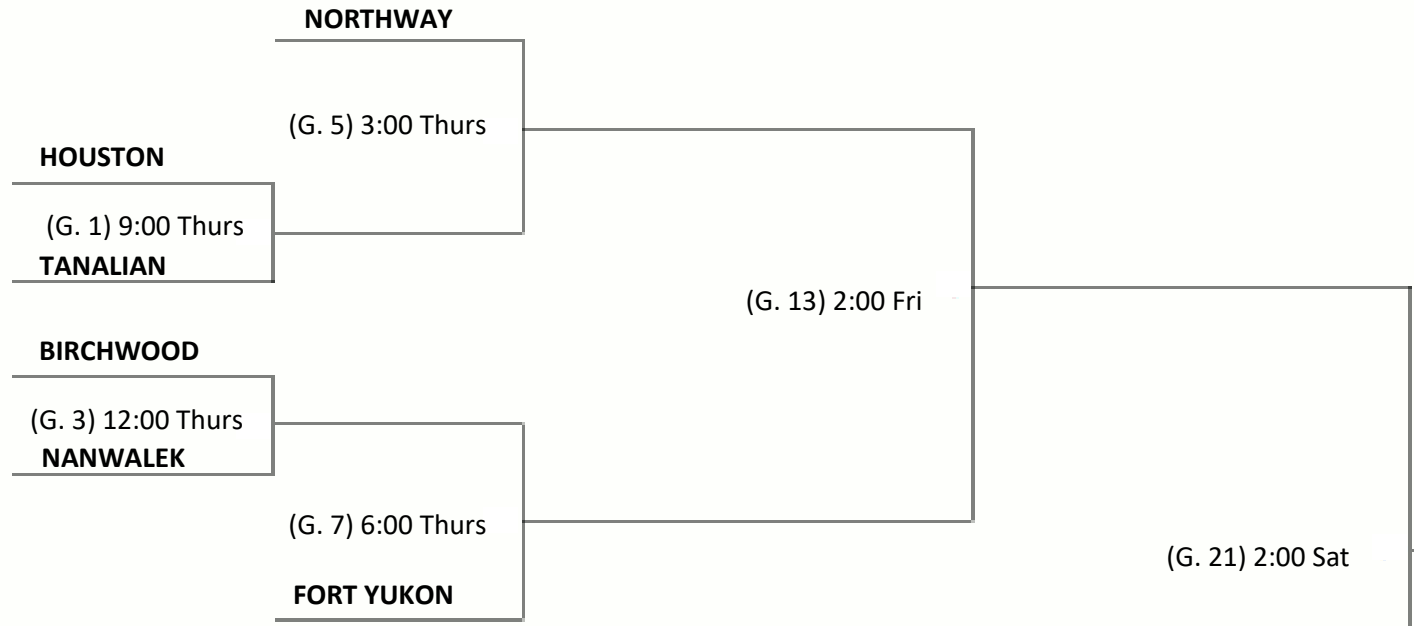 NORTHWAY
(G. 5) 3:00 Thurs
HOUSTON
(G. 1) 9:00 Thurs
TANALIAN
(G. 13) 2:00 Fri
BIRCHWOOD
(G. 3) 12:00 Thurs
NANWALEK
(G. 7) 6:00 Thurs
(G. 21) 2:00 Sat
FORT YUKON